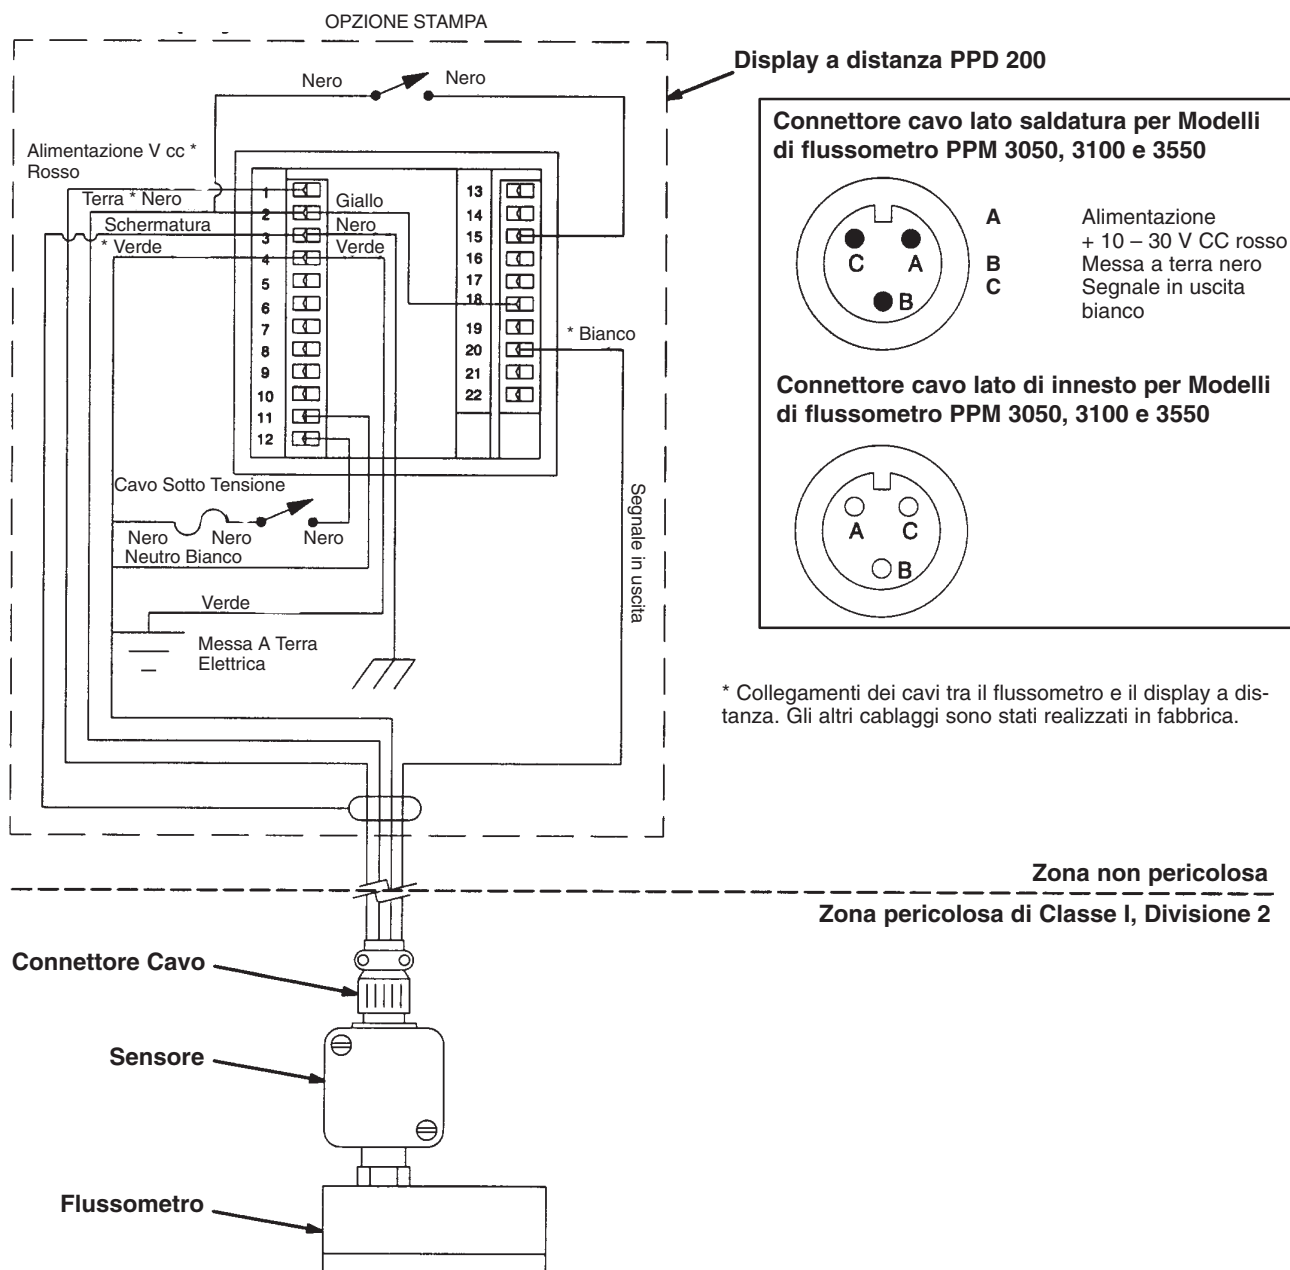 OPZIONE STAMPA
Display a distanza PPD 200
Nero
Nero
Alimentazione V cc *
Rosso
Terra * Nero
Schermatura
* Verde
Giallo
Nero
Verde
1
2
3
4
5
6
7
8
9
10
11
12
13
14
15
16
17
18
19
20
21
22
* Bianco
Cavo Sotto Tensione
Nero
Nero
Nero
Neutro Bianco
Verde
Messa A Terra
Elettrica
Segnale in uscita
Connettore cavo lato saldatura per Modelli
di flussometro PPM 3050, 3100 e 3550
C
A
B
A Alimentazione
+ 10 – 30 V CC rosso
B Messa a terra nero
C Segnale in uscita
bianco
Connettore cavo lato di innesto per Modelli
di flussometro PPM 3050, 3100 e 3550
A
C
B
* Collegamenti dei cavi tra il flussometro e il display a dis-
tanza. Gli altri cablaggi sono stati realizzati in fabbrica.
Zona non pericolosa
Zona pericolosa di Classe I, Divisione 2
Connettore Cavo
Sensore
Flussometro